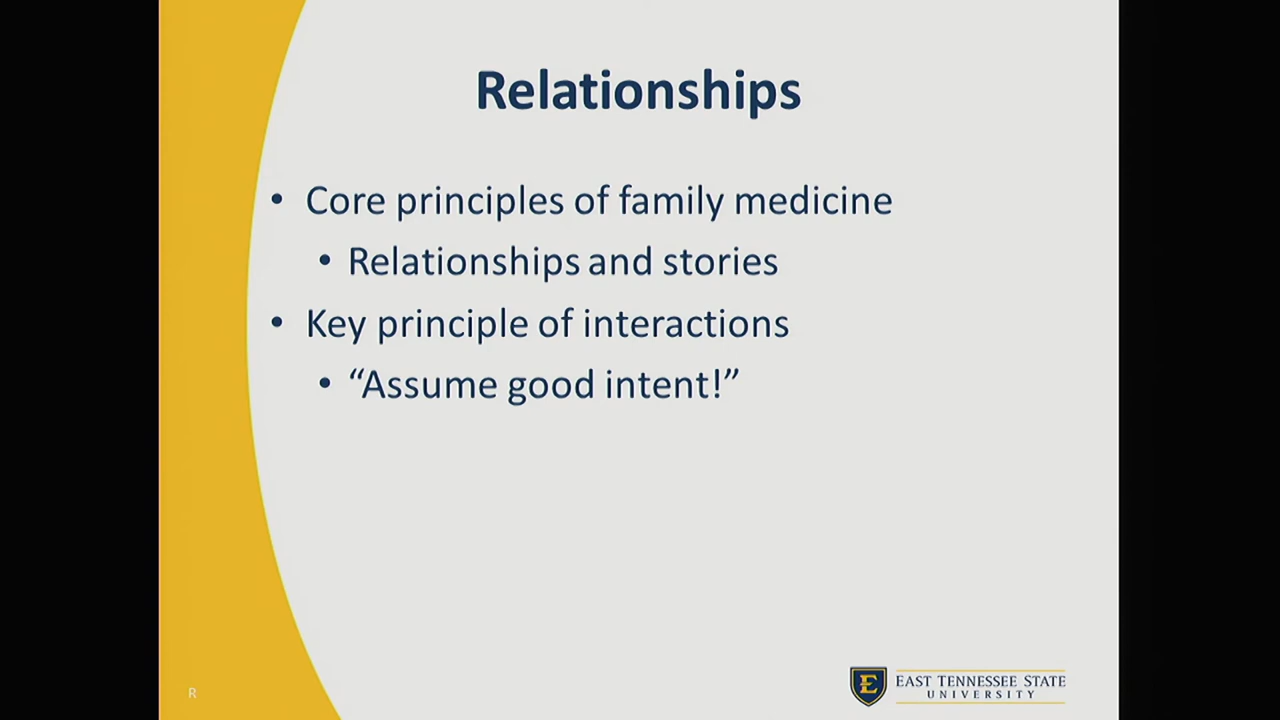 Relationships
• Core principles of family medicine
• Relationships and stories
• Key principle of interactions
• “Assume good intent!”
R
E
EAST TENNESSEE STATE
UNIVERSITY